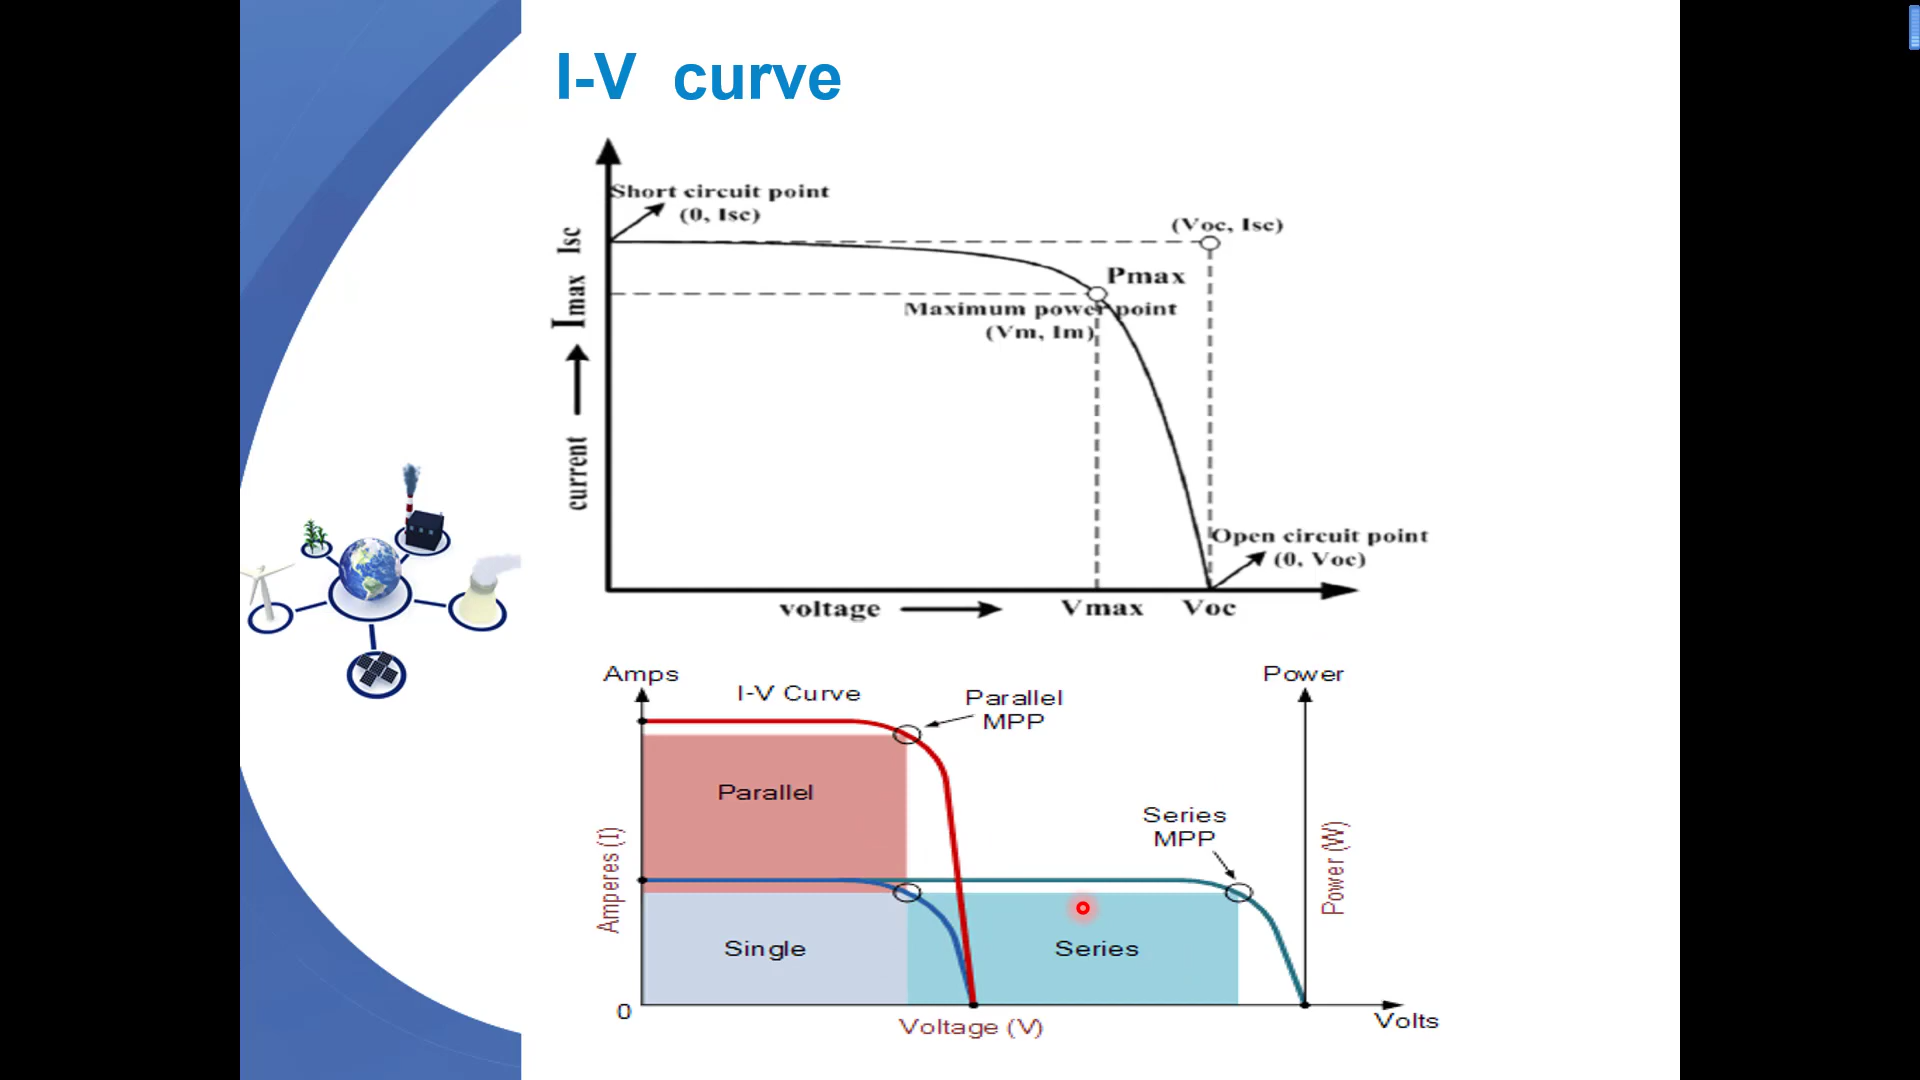 I-V curve
Short circuit point
(0, Isc)
(Voc, Isc)
Isc
Pmax
Imax
Maximum power point
(Vm, Im)
current
Open circuit point
(0, Voc)
voltage
Vmax
Voc
Amps
Power
I-V Curve
Parallel
MPP
Parallel
Series
MPP
Amperes (I)
Power (W)
Single
Series
0
Voltage (V)
Volts